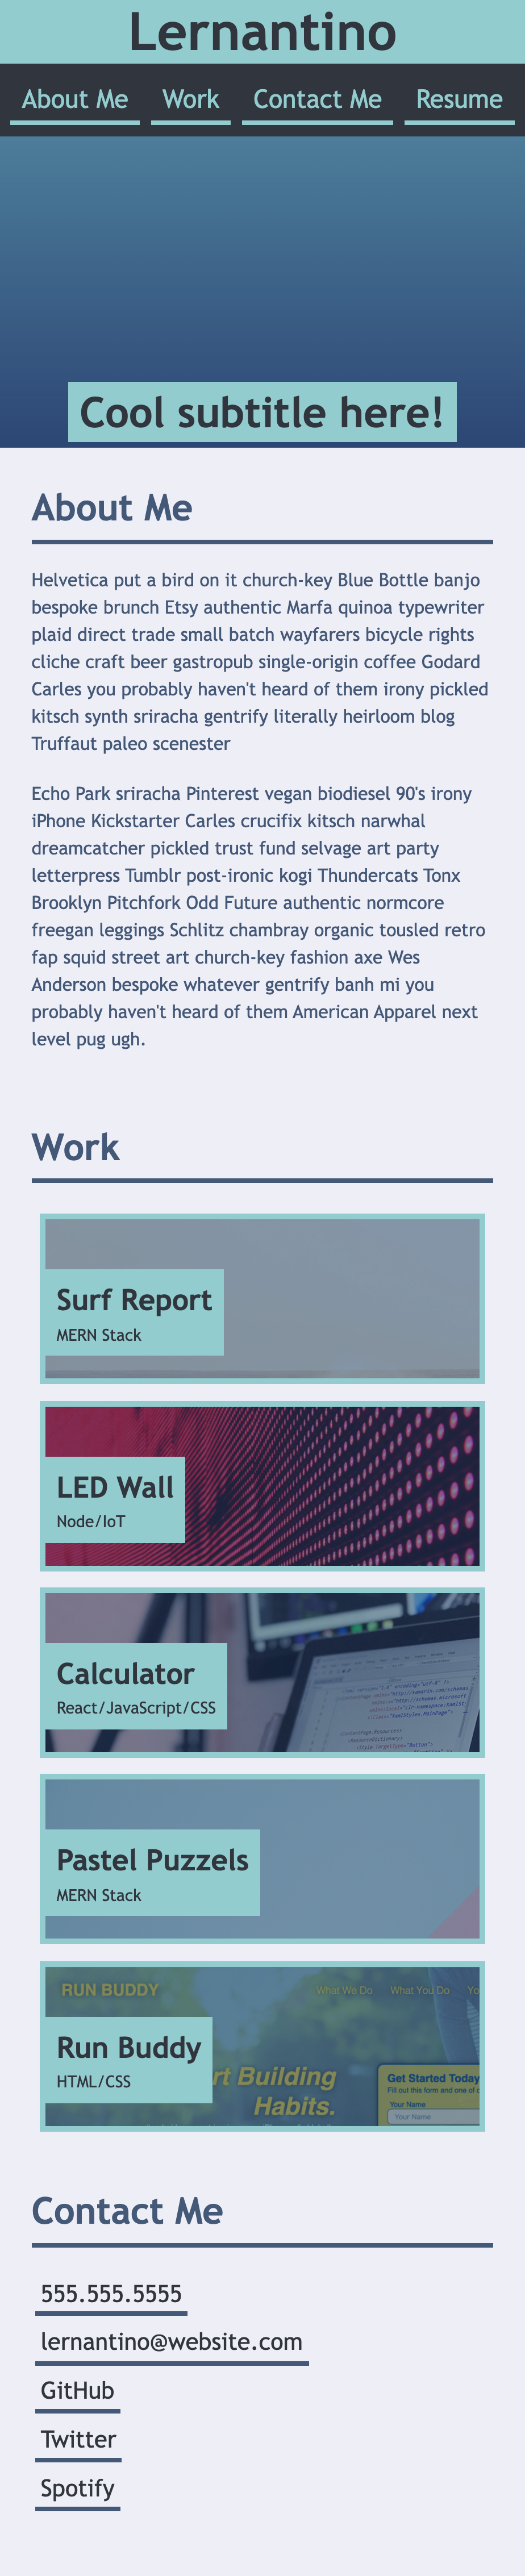 Lernantino
About Me Work Contact Me Resume
Cool subtitle here!
About Me
Helvetica put a bird on it church-key Blue Bottle banjo
bespoke brunch Etsy authentic Marfa quinoa typewriter
plaid direct trade small batch wayfarers bicycle rights
cliche craft beer gastropub single-origin coffee Godard
Carles you probably haven't heard of them irony pickled
kitsch synth sriracha gentrify literally heirloom blog
Truffaut paleo scenester
Echo Park sriracha Pinterest vegan biodiesel 90's irony
iPhone Kickstarter Carles crucifix kitsch narwhal
dreamcatcher pickled trust fund selvage art party
letterpress Tumblr post-ironic kogi Thundercats Tonx
Brooklyn Pitchfork Odd Future authentic normcore
freegan leggings Schlitz chambray organic tousled retro
fap squid street art church-key fashion axe Wes
Anderson bespoke whatever gentrify banh mi you
probably haven't heard of them American Apparel next
level pug ugh.
Work
Surf Report
MERN Stack
LED Wall
Node/IoT
Calculator
React/JavaScript/CSS
Pastel Puzzels
MERN Stack
RUN BUDDY What We Do What You Do Yo
Run Buddy
HTML/CSS
rt Building
Habits.
Get Started Today
Fill out this form and one of
Your Name
Your Name
Contact Me
555.555.5555
lernantino@website.com
GitHub
Twitter
Spotify